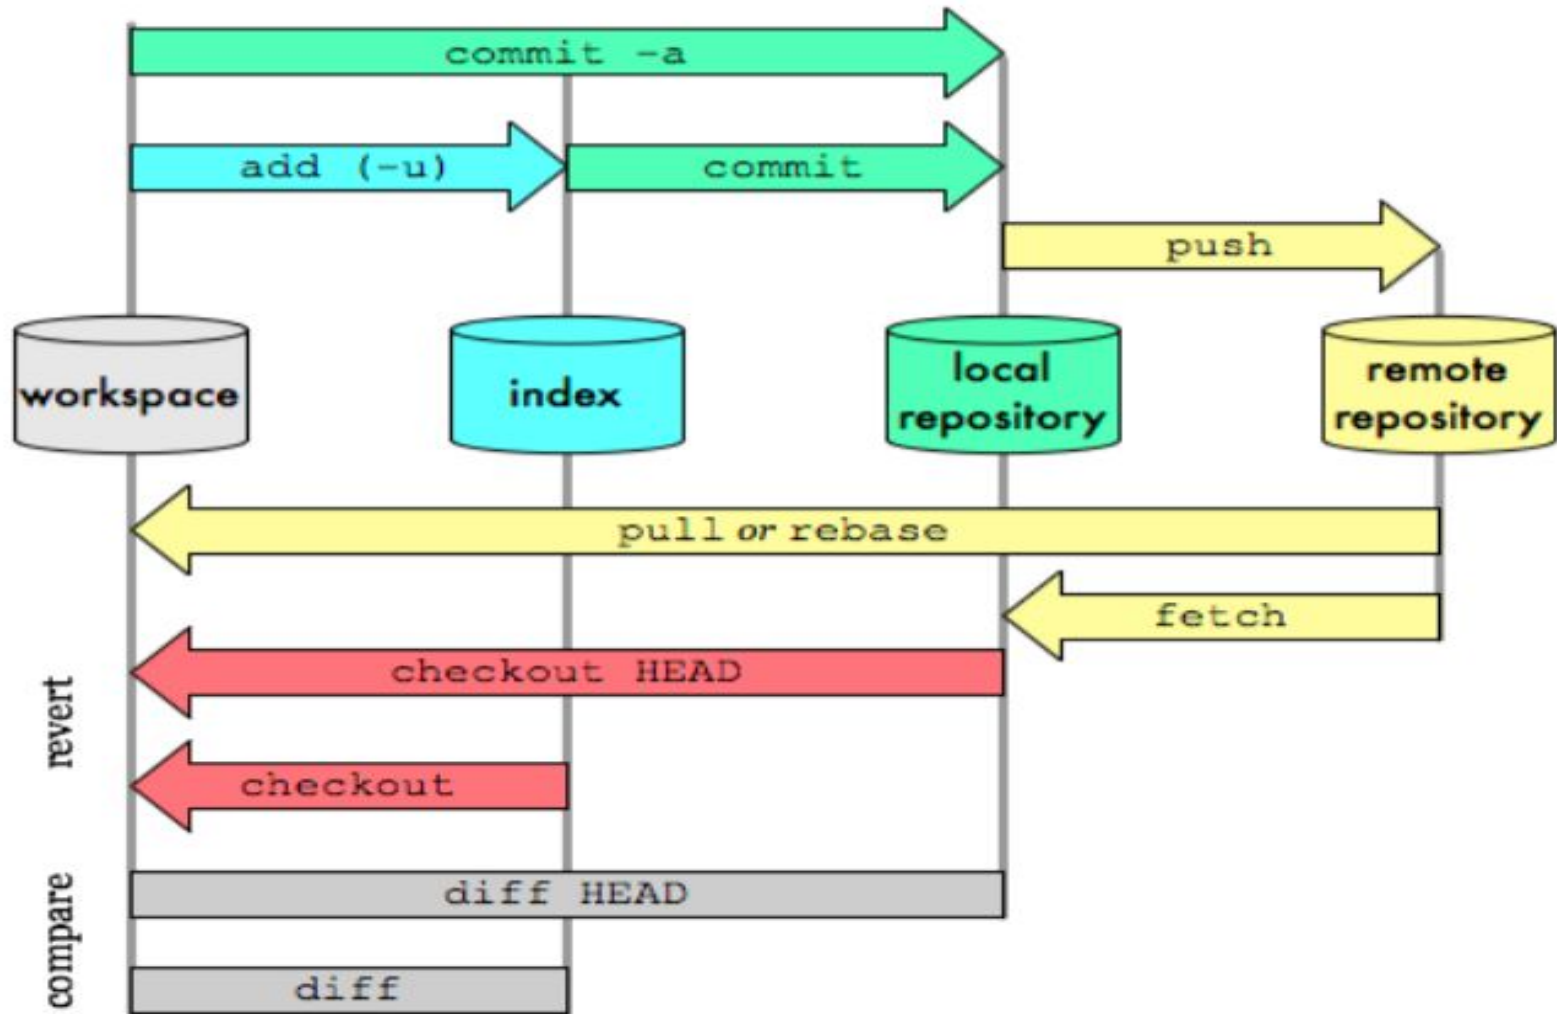 commit -a
add (-u)
commit
push
workspace
index
local
repository
remote
repository
pull or rebase
fetch
revert
checkout HEAD
checkout
compare
diff HEAD
diff